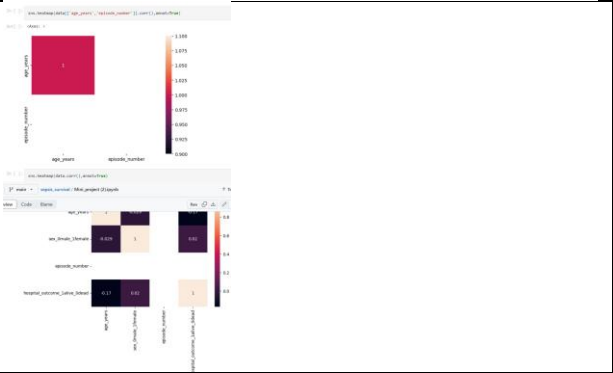 sns.heatmap(data[['age_years','episode_number']].corr(),annot=True)
1.100
1.075
1.050
1.025
1.000
0.975
0.950
0.925
0.900
age_years
1
episode_number
age_years episode_number
sns.heatmap(data.corr(),annot=True)
main
sepsis_survival / Mini_project (2).ipynb
Code Blame
Raw
age_years
0.8
sex_0male_1female
-0.029 1 0.02
0.6
0.4
episode_number
0.2
hospital_outcome_1alive_0dead
-0.17 0.02 1
0.0
age_years
sex_0male_1female
episode_number
hospital_outcome_1alive_0dead